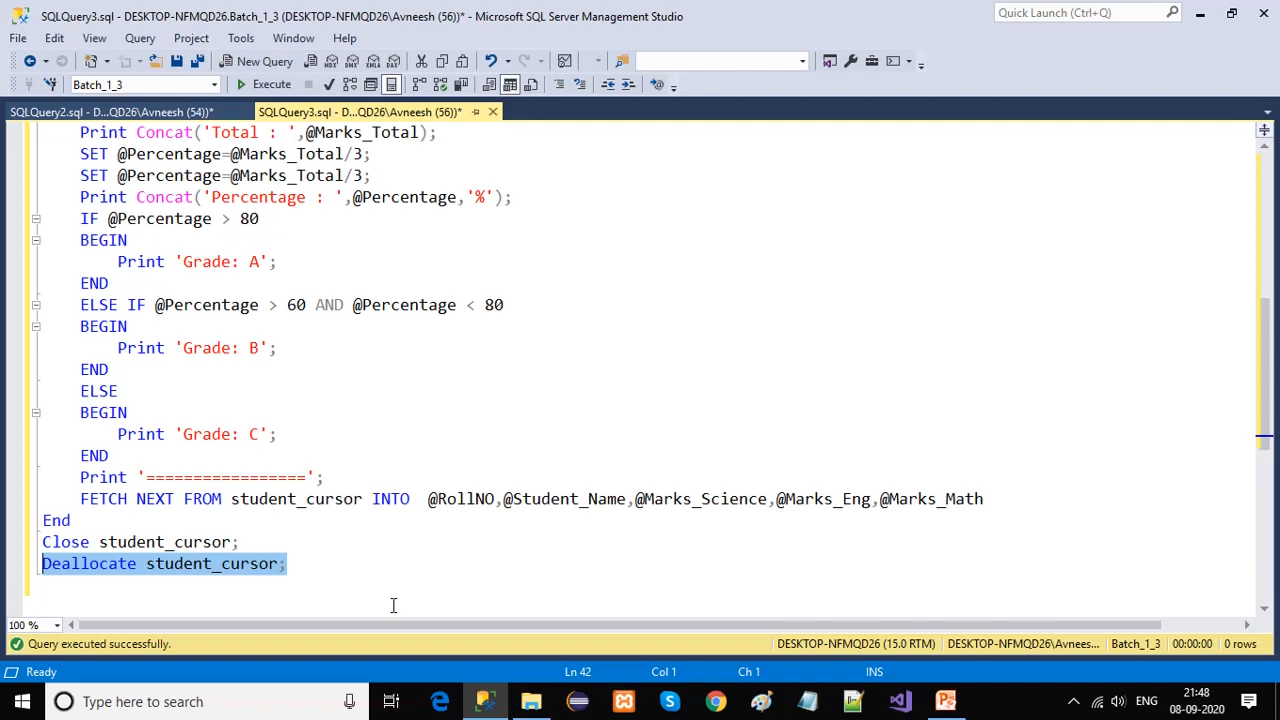 SQLQuery3.sql - DESKTOP-NFMQD26.Batch_1_3 (DESKTOP-NFMQD26\Avneesh (56))* - Microsoft SQL Server Management Studio
Quick Launch (Ctrl+Q)
File Edit View Query Project Tools Window Help
New Query MDX DMX XMLA DAX
Batch_1_3 Execute
SQLQuery2.sql - D...QD26\Avneesh (54))* SQLQuery3.sql - D...QD26\Avneesh (56))*
Print Concat('Total : ',@Marks_Total);
SET @Percentage=@Marks_Total/3;
SET @Percentage=@Marks_Total/3;
Print Concat('Percentage : ',@Percentage,'%');
IF @Percentage > 80
BEGIN
Print 'Grade: A';
END
ELSE IF @Percentage > 60 AND @Percentage < 80
BEGIN
Print 'Grade: B';
END
ELSE
BEGIN
Print 'Grade: C';
END
Print '=================';
FETCH NEXT FROM student_cursor INTO  @RollNO,@Student_Name,@Marks_Science,@Marks_Eng,@Marks_Math
End
Close student_cursor;
Deallocate student_cursor;
100 %
Query executed successfully. DESKTOP-NFMQD26 (15.0 RTM) DESKTOP-NFMQD26\Avnees... Batch_1_3 00:00:00 0 rows
Ready Ln 42 Col 1 Ch 1 INS
Type here to search
ENG
21:48
08-09-2020